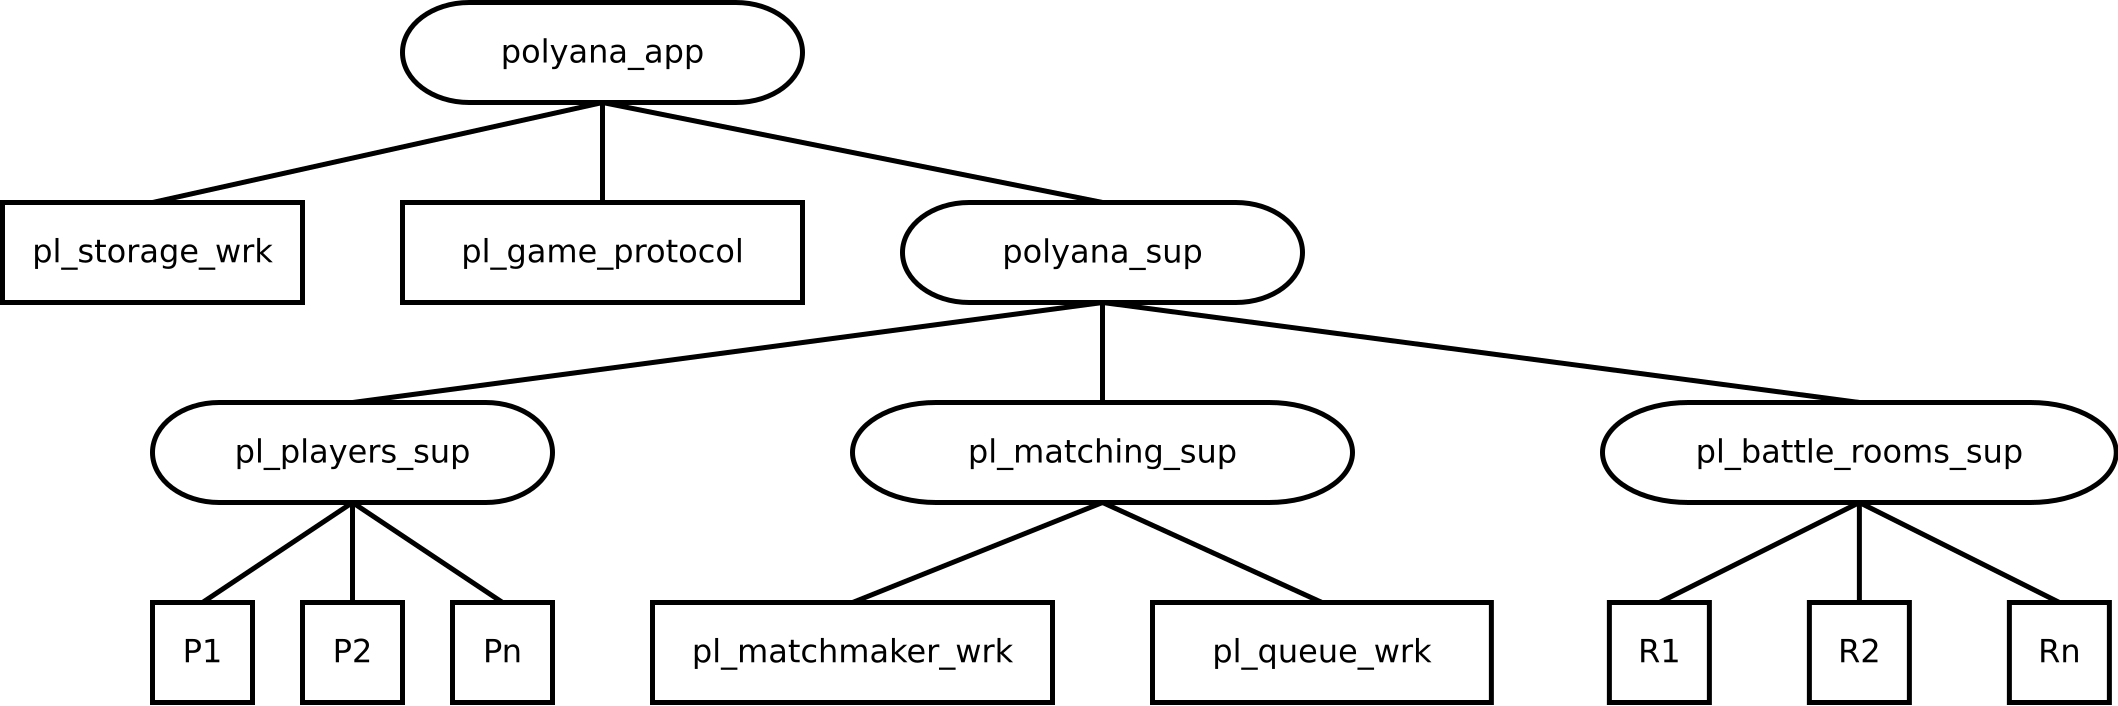 polyana_app
pl_storage_wrk
pl_game_protocol
polyana_sup
pl_players_sup
pl_matching_sup
pl_battle_rooms_sup
P1
P2
Pn
pl_matchmaker_wrk
pl_queue_wrk
R1
R2
Rn